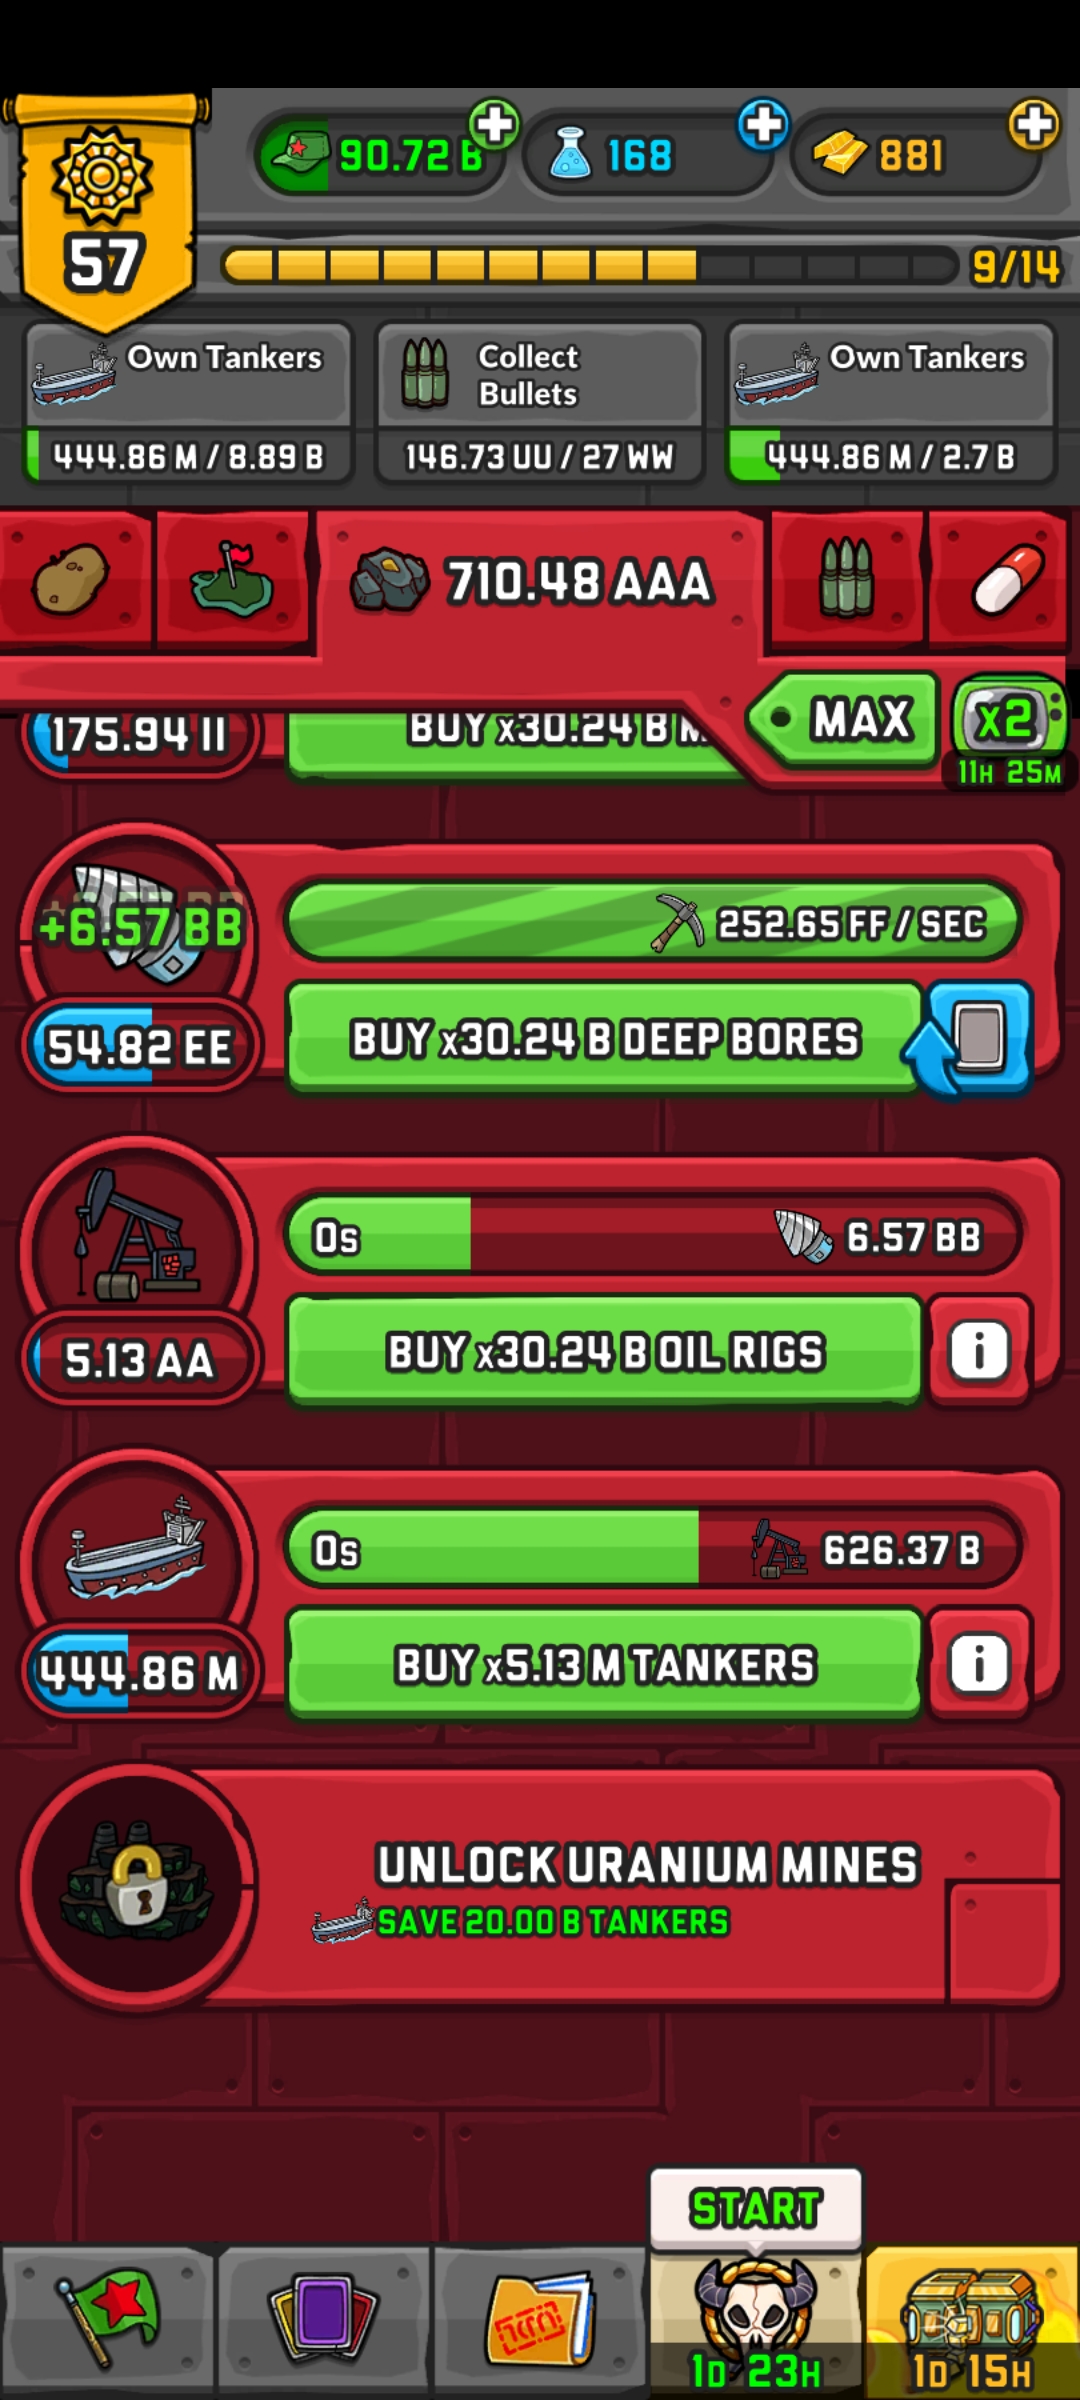 57
90.72 B
168
881
9/14
Own Tankers
444.86 M / 8.89 B
Collect
Bullets
146.73 UU / 27 WW
Own Tankers
444.86 M / 2.7 B
710.48 AAA
MAX
x2
11H 25M
175.94 II
BUY x30.24 B M
+6.57 BB
252.65 FF / SEC
54.82 EE
BUY x30.24 B DEEP BORES
0s
6.57 BB
5.13 AA
BUY x30.24 B OIL RIGS
i
0s
626.37 B
444.86 M
BUY x5.13 M TANKERS
i
UNLOCK URANIUM MINES
SAVE 20.00 B TANKERS
START
1D 23H
1D 15H